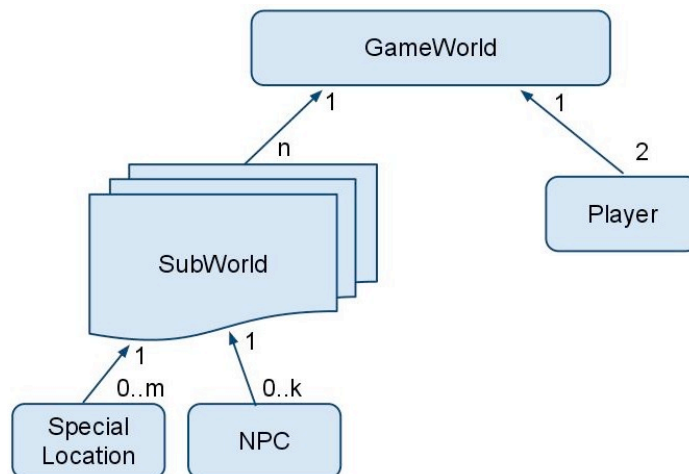 GameWorld
1
1
n
2
Player
SubWorld
1
1
0..m
0..k
Special
Location
NPC